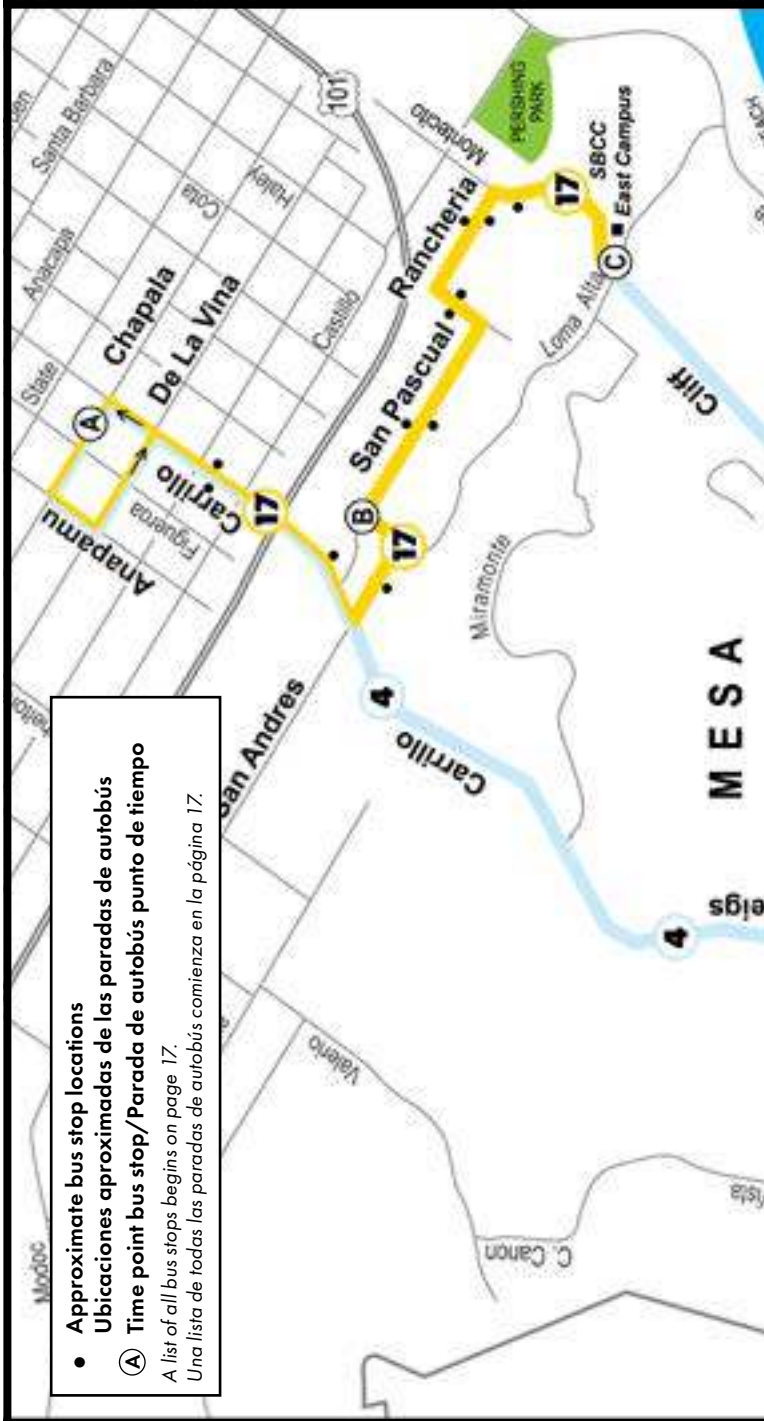 • Approximate bus stop locations
Ubicaciones aproximadas de las paradas de autobús
Ⓐ Time point bus stop/Parada de autobús punto de tiempo
A list of all bus stops begins on page 17.
Una lista de todas las paradas de autobús comienza en la página 17.
Modoc
Santa Barbara
Anacapa
State
Chapala
De La Vina
Cota
Haley
Castillo
101
Montecito
PERSHING
PARK
A
Anapamu
Figueroa
Carrillo
17
San Andres
B
17
San Pascual
Rancheria
17
SBCC
East Campus
C
Loma Alta
Cliff
4
Carrillo
Miramonte
MESA
4
Valerio
C. Canon